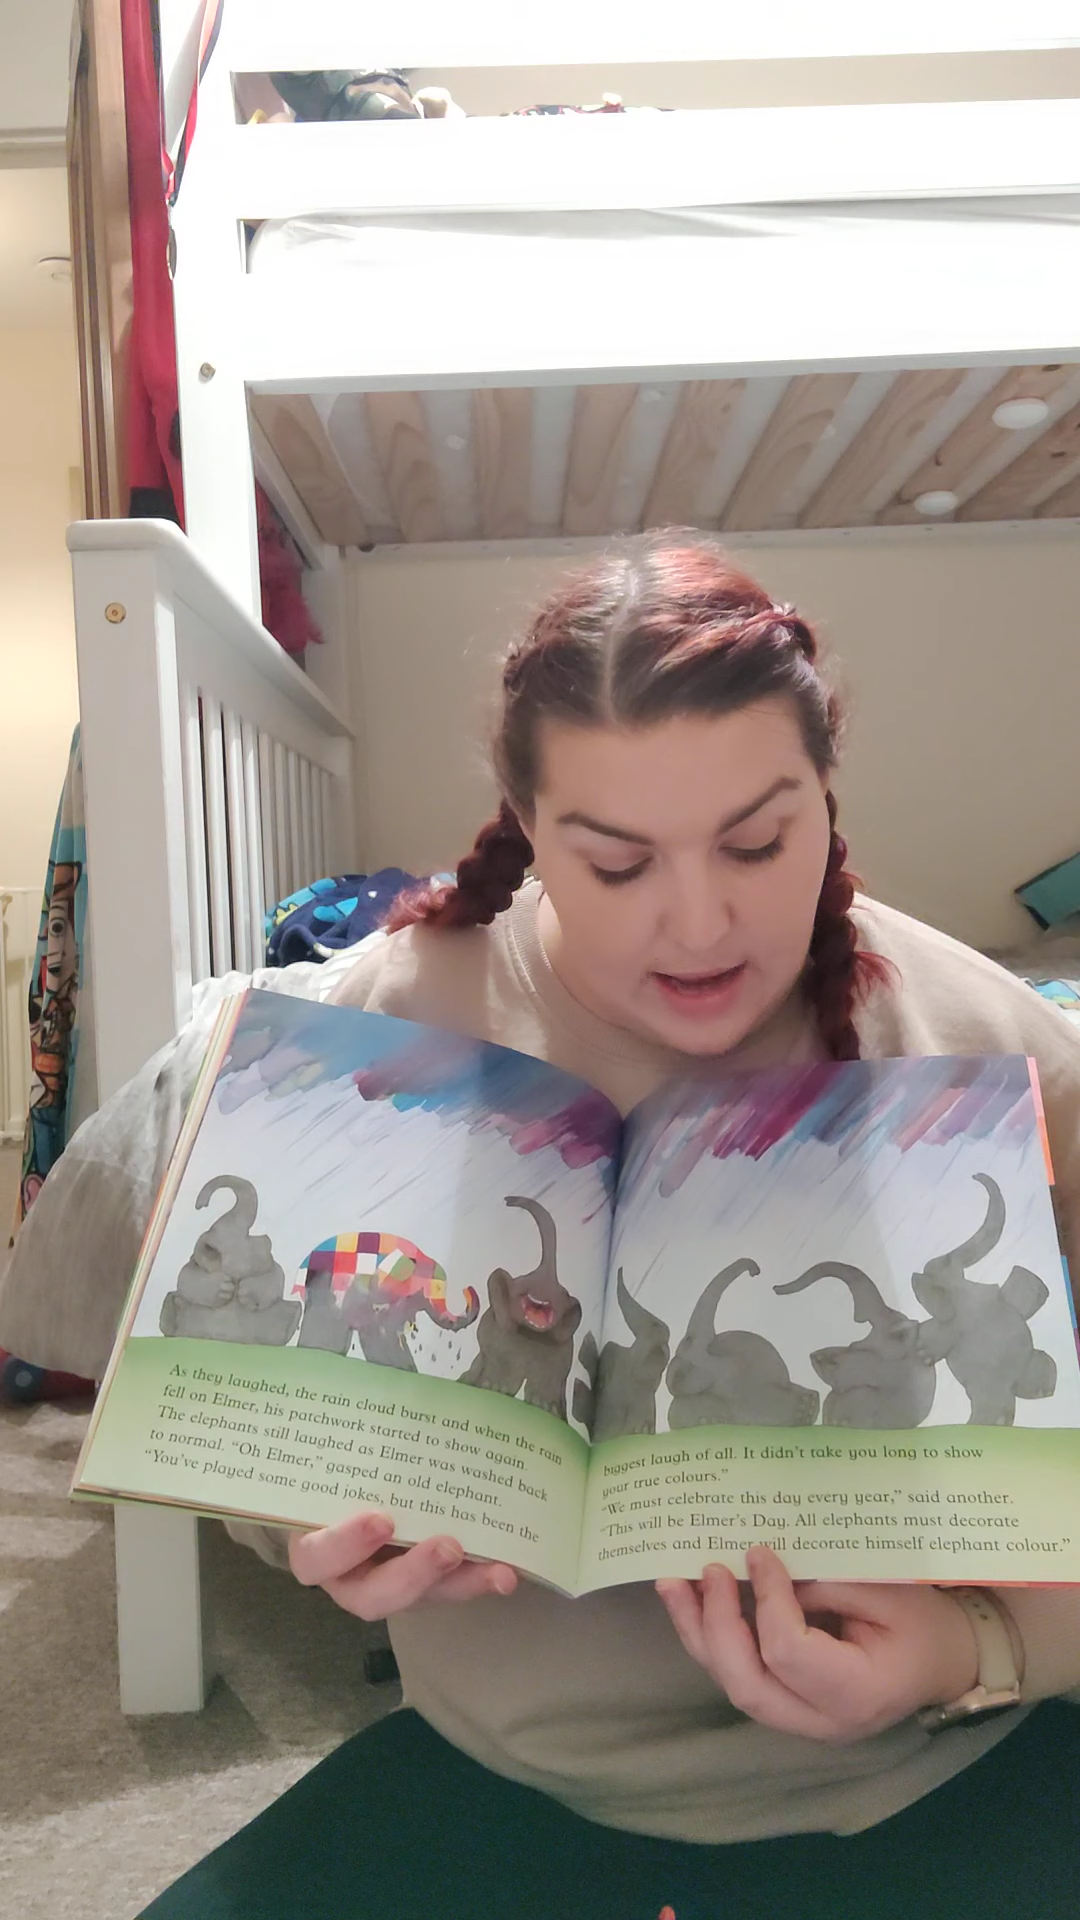 As they laughed, the rain cloud burst and when the rain
fell on Elmer, his patchwork started to show again.
The elephants still laughed as Elmer was washed back
to normal. “Oh Elmer,” gasped an old elephant.
“You’ve played some good jokes, but this has been the
biggest laugh of all. It didn’t take you long to show
your true colours.”
“We must celebrate this day every year,” said another.
“This will be Elmer’s Day. All elephants must decorate
themselves and Elmer will decorate himself elephant colour.”